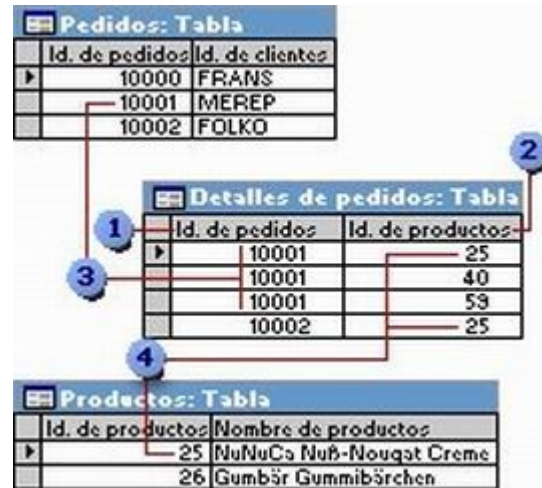 Pedidos: Tabla
Id. de pedidos Id. de clientes
10000 FRANS
10001 MEREP
10002 FOLKO
2
Detalles de pedidos: Tabla
1
Id. de pedidos Id. de productos
10001 25
3
10001 40
10001 59
10002 25
4
Productos: Tabla
Id. de productos Nombre de productos
25 NuNuCa Nuß-Nougat Creme
26 Gumbär Gummibärchen